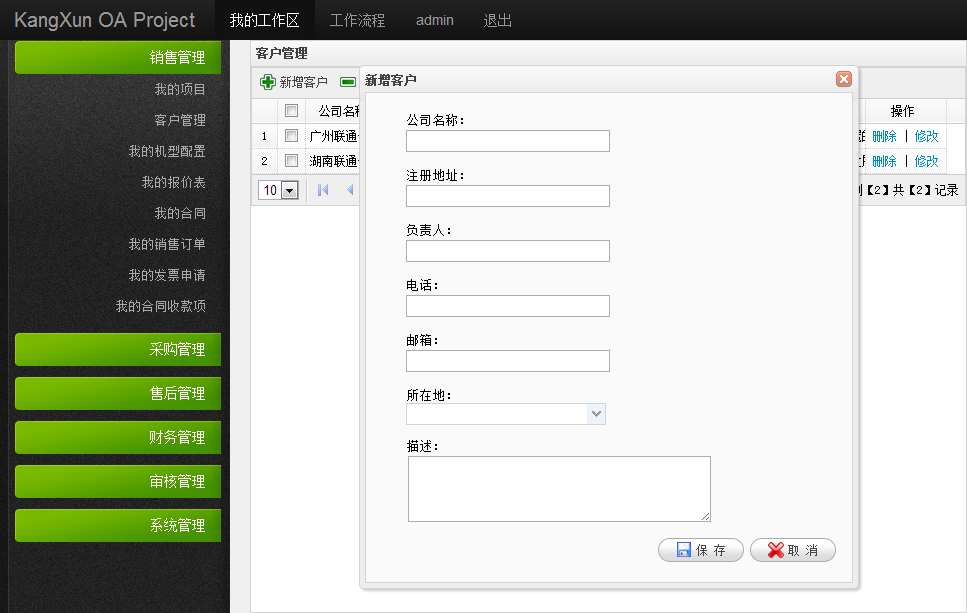 KangXun OA Project 我的工作区 工作流程 admin 退出
销售管理
我的项目
客户管理
我的机型配置
我的报价表
我的合同
我的销售订单
我的发票申请
我的合同收款项
采购管理
售后管理
财务管理
审核管理
系统管理
客户管理
新增客户
公司名称 操作
1 广州联通 删除 | 修改
2 湖南联通 删除 | 修改
10 【2】共【2】记录
新增客户
公司名称：
注册地址：
负责人：
电话：
邮箱：
所在地：
描述：
保 存 取 消